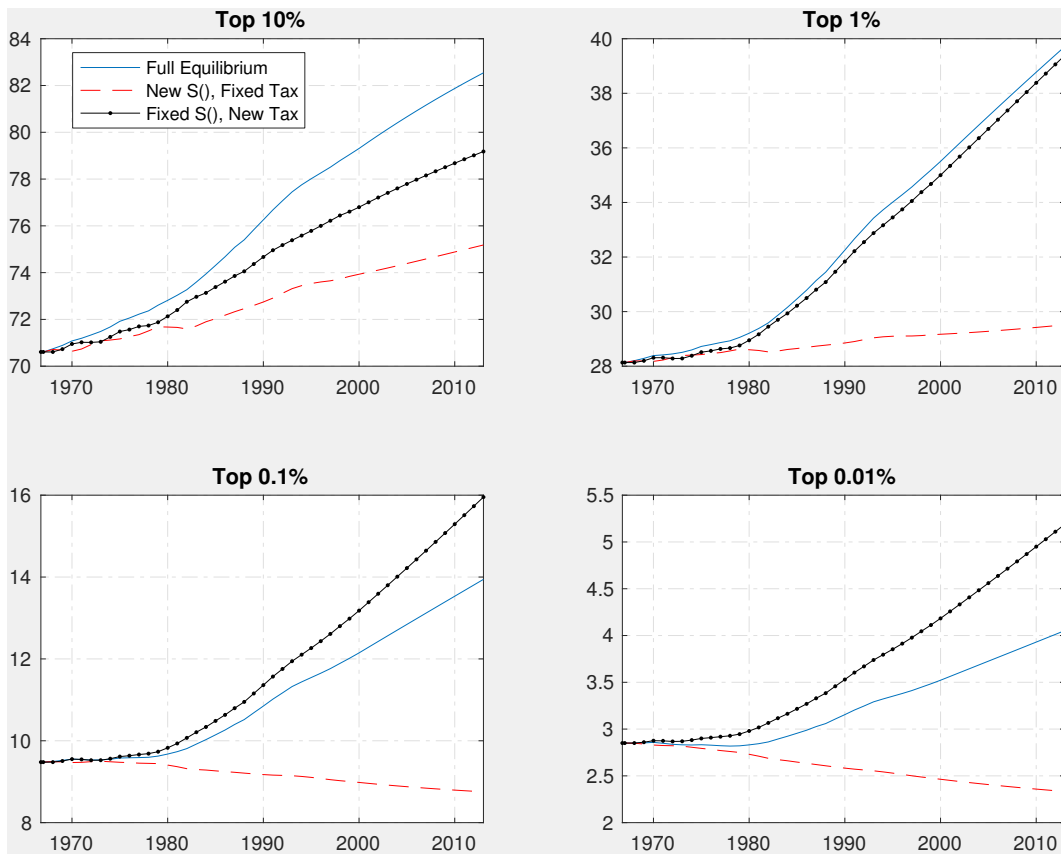 Top 10%
84
82
80
78
76
74
72
70
Full Equilibrium
New S(), Fixed Tax
Fixed S(), New Tax
1970 1980 1990 2000 2010
Top 1%
40
38
36
34
32
30
28
1970 1980 1990 2000 2010
Top 0.1%
16
14
12
10
8
1970 1980 1990 2000 2010
Top 0.01%
5.5
5
4.5
4
3.5
3
2.5
2
1970 1980 1990 2000 2010